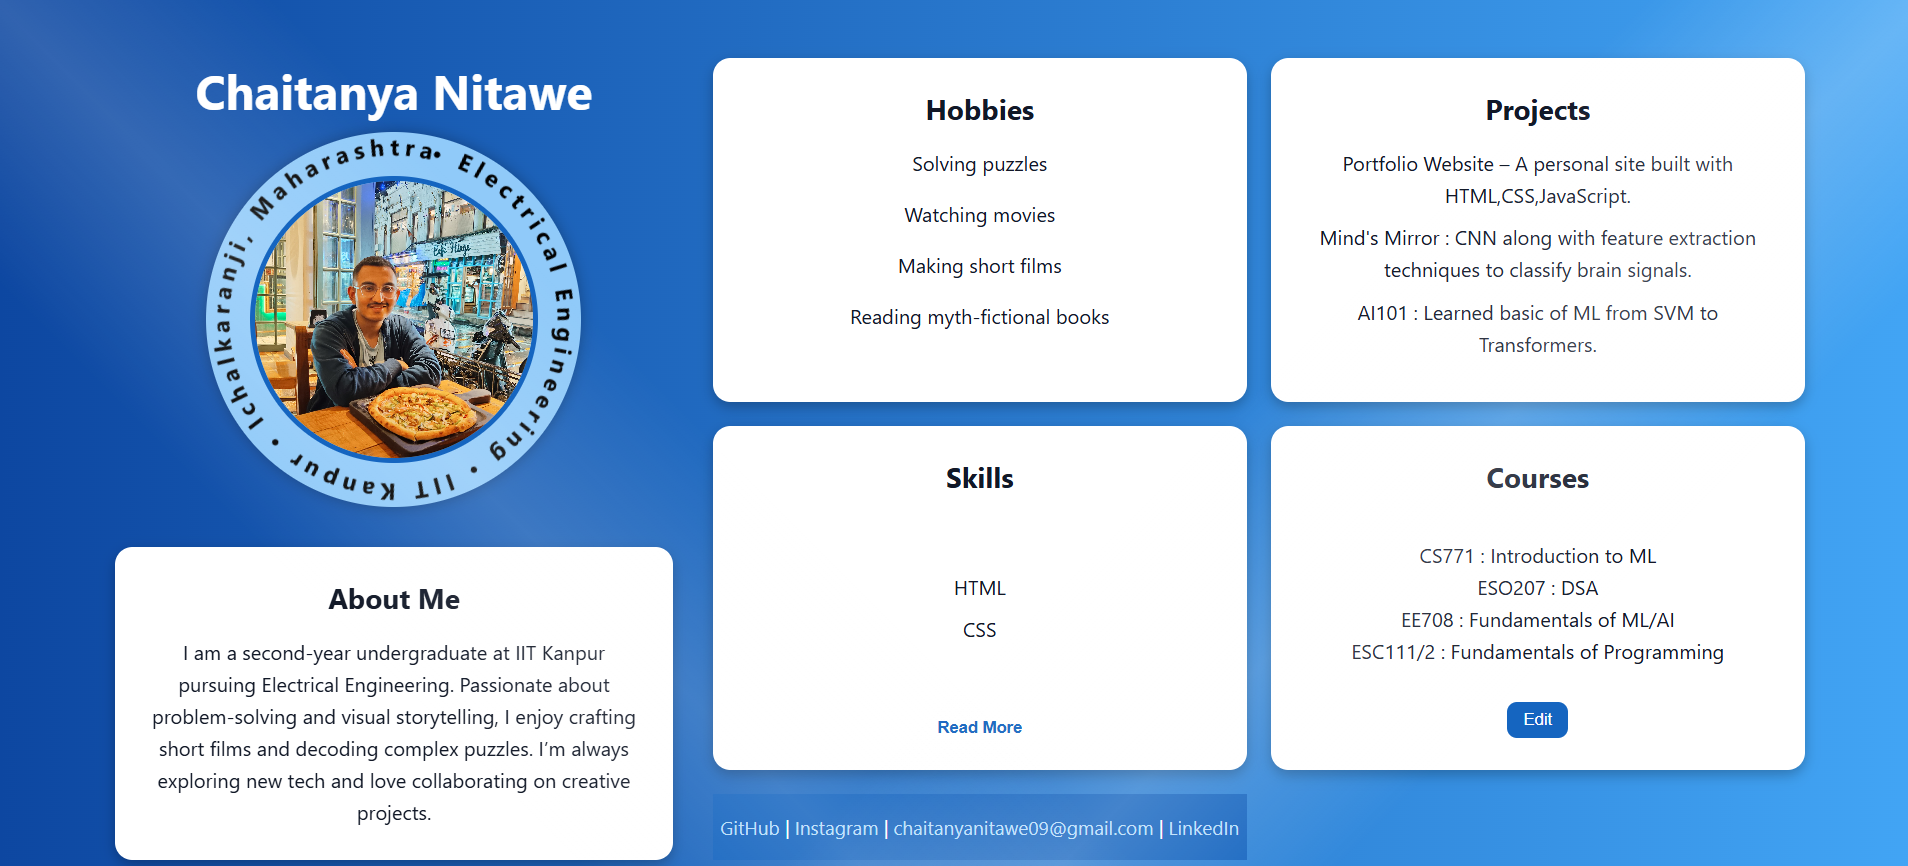 Chaitanya Nitawe
• Electrical Engineering • IIT Kanpur • Ichalkaranji, Maharashtra
About Me
I am a second-year undergraduate at IIT Kanpur
pursuing Electrical Engineering. Passionate about
problem-solving and visual storytelling, I enjoy crafting
short films and decoding complex puzzles. I’m always
exploring new tech and love collaborating on creative
projects.
Hobbies
Solving puzzles
Watching movies
Making short films
Reading myth-fictional books
Projects
Portfolio Website – A personal site built with
HTML,CSS,JavaScript.
Mind's Mirror : CNN along with feature extraction
techniques to classify brain signals.
AI101 : Learned basic of ML from SVM to
Transformers.
Skills
HTML
CSS
Read More
Courses
CS771 : Introduction to ML
ESO207 : DSA
EE708 : Fundamentals of ML/AI
ESC111/2 : Fundamentals of Programming
Edit
GitHub | Instagram | chaitanyanitawe09@gmail.com | LinkedIn